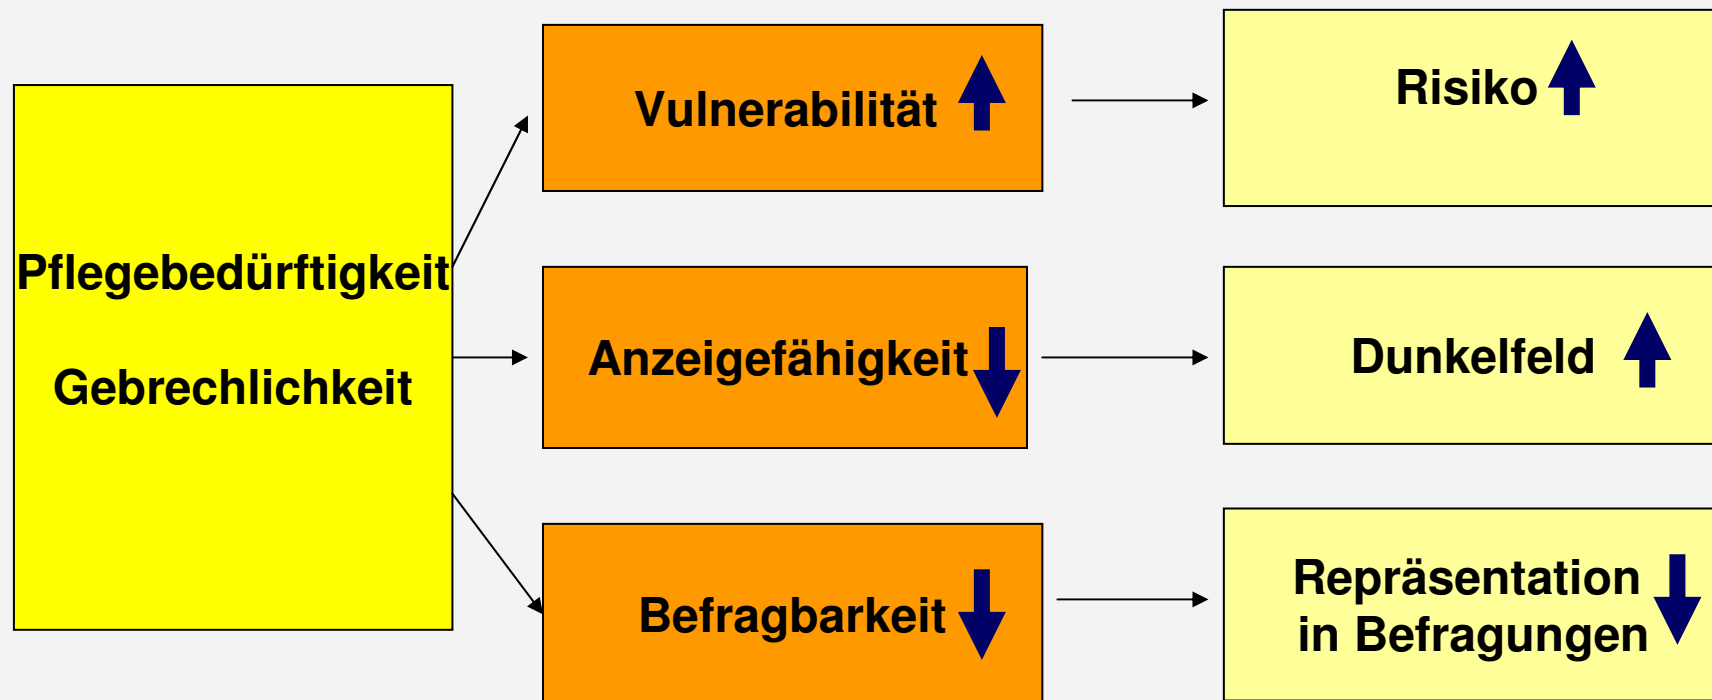 Pflegebedürftigkeit
Gebrechlichkeit
Vulnerabilität
Risiko
Anzeigefähigkeit
Dunkelfeld
Befragbarkeit
Repräsentation
in Befragungen